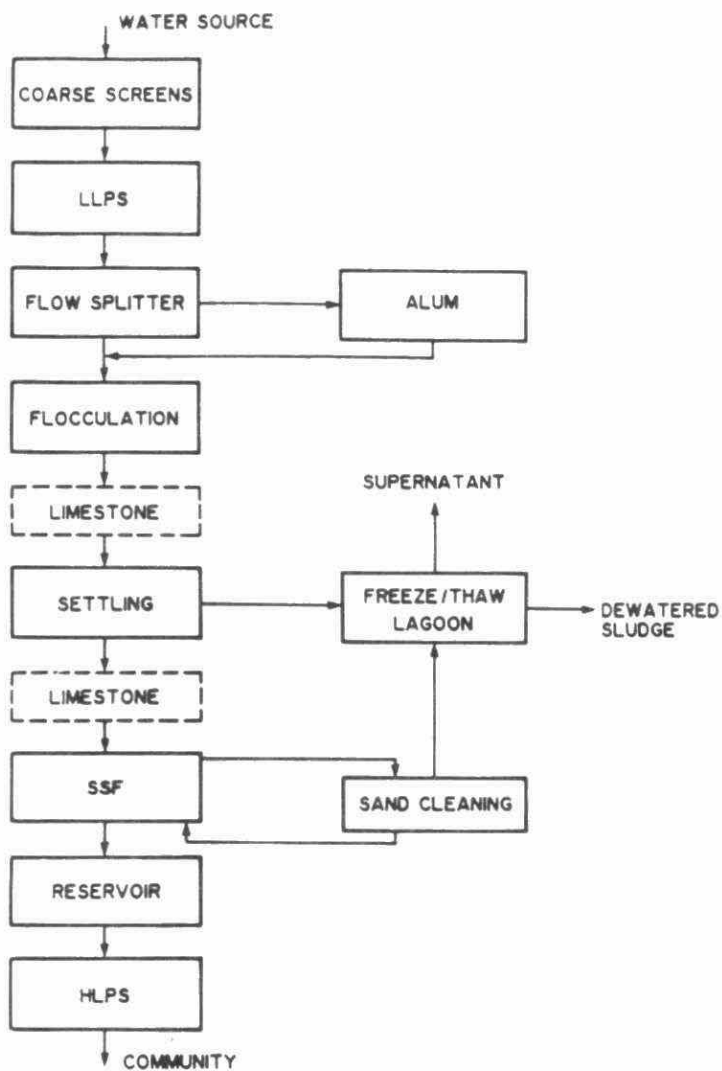 WATER SOURCE
COARSE SCREENS
LLPS
FLOW SPLITTER
ALUM
FLOCCULATION
LIMESTONE
SUPERNATANT
SETTLING
FREEZE/THAW
LAGOON
DEWATERED
SLUDGE
LIMESTONE
SSF
SAND CLEANING
RESERVOIR
HLPS
COMMUNITY